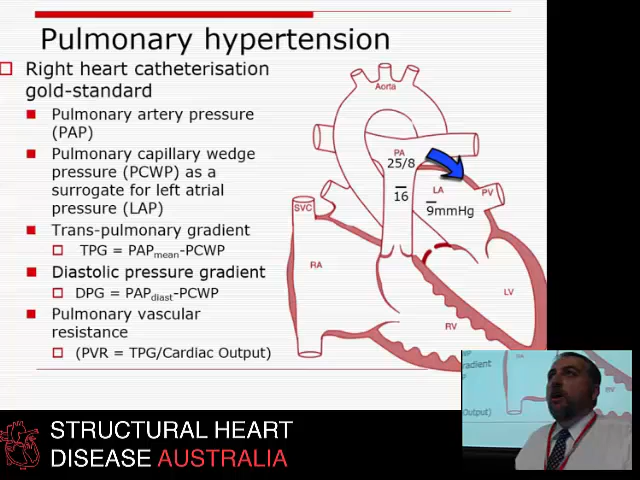 Pulmonary hypertension
Right heart catheterisation
gold-standard
Pulmonary artery pressure
(PAP)
Pulmonary capillary wedge
pressure (PCWP) as a
surrogate for left atrial
pressure (LAP)
Trans-pulmonary gradient
TPG = PAPmean-PCWP
Diastolic pressure gradient
DPG = PAPdiast-PCWP
Pulmonary vascular
resistance
(PVR = TPG/Cardiac Output)
Aorta
PA
25/8
16
LA
9mmHg
PV
SVC
RA
LV
RV
gradient
Output)
STRUCTURAL HEART
DISEASE AUSTRALIA